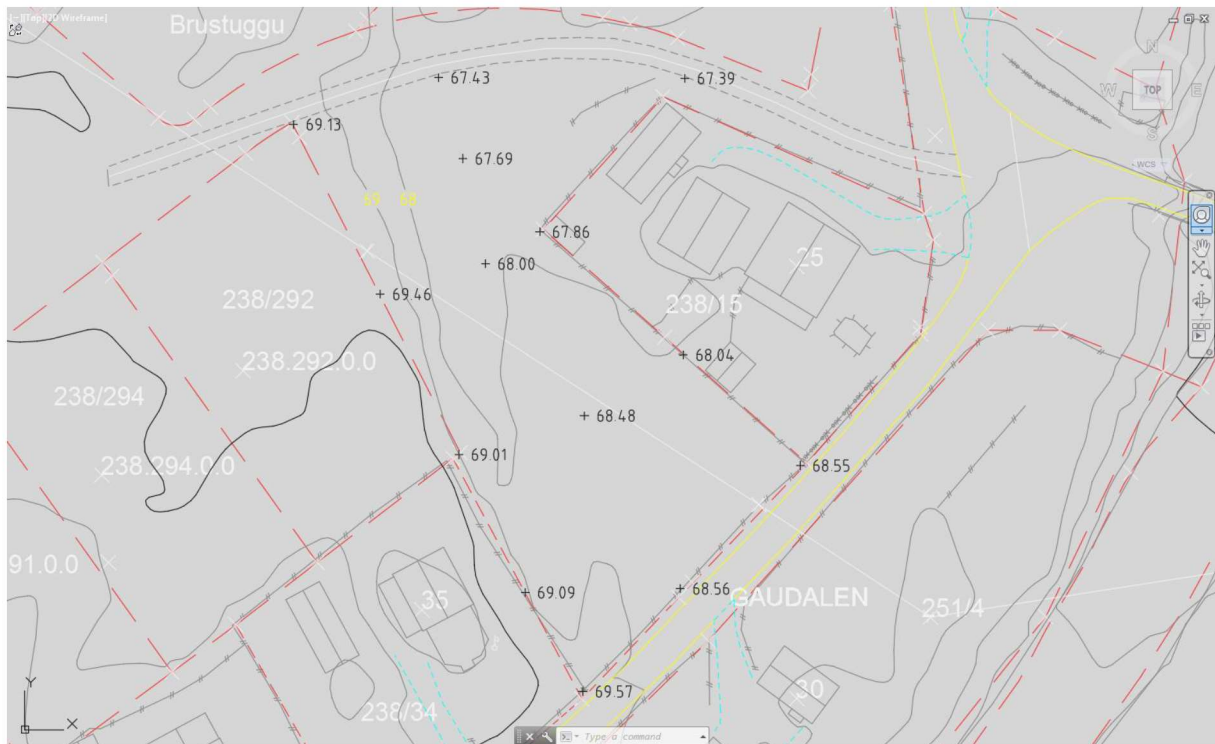 [−][Top][2D Wireframe]
Brustuggu
N
W
TOP
E
S
WCS
67.43
67.39
69.13
67.69
69 68
67.86
25
68.00
238/292
69.46
238/15
238.292.0.0
68.04
238/294
68.48
238.294.0.0
69.01
68.55
91.0.0
69.09
68.56
GAUDALEN
35
251/4
Y
69.57
30
238/34
X
Type a command